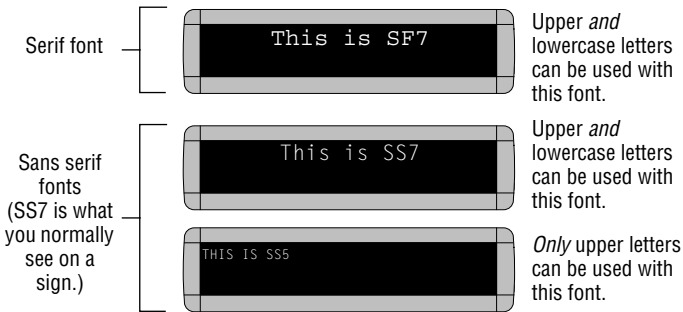 Serif font
This is SF7
Upper and
lowercase letters
can be used with
this font.
Sans serif
fonts
(SS7 is what
you normally
see on a
sign.)
This is SS7
Upper and
lowercase letters
can be used with
this font.
THIS IS SS5
Only upper letters
can be used with
this font.